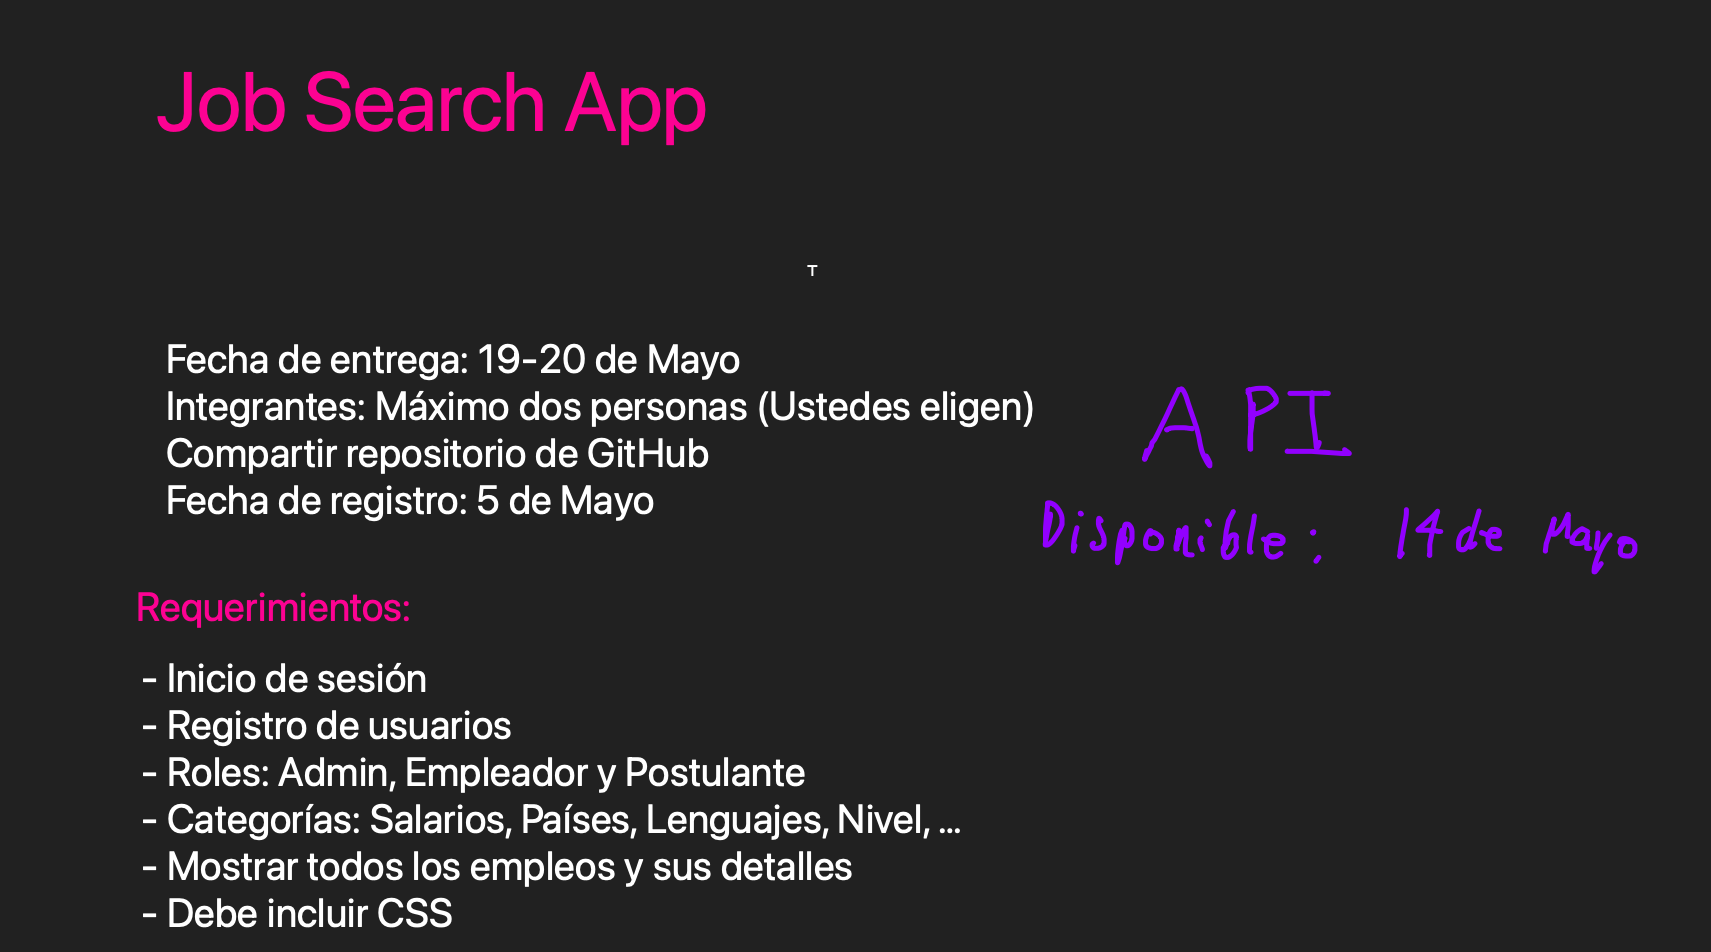 Job Search App
T
Fecha de entrega: 19-20 de Mayo
Integrantes: Máximo dos personas (Ustedes eligen)
Compartir repositorio de GitHub
Fecha de registro: 5 de Mayo
API
Disponible: 14 de Mayo
Requerimientos:
- Inicio de sesión
- Registro de usuarios
- Roles: Admin, Empleador y Postulante
- Categorías: Salarios, Países, Lenguajes, Nivel, ...
- Mostrar todos los empleos y sus detalles
- Debe incluir CSS